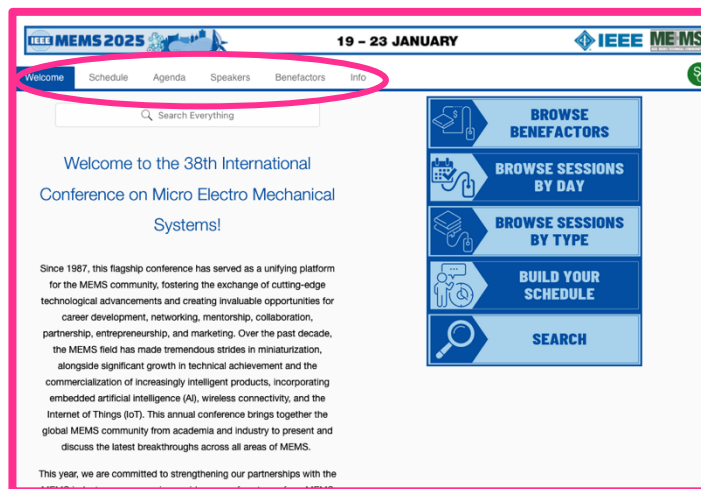 IEEE MEMS 2025
19 – 23 JANUARY
IEEE MEMS
Welcome Schedule Agenda Speakers Benefactors Info
Search Everything
Welcome to the 38th International
Conference on Micro Electro Mechanical
Systems!
Since 1987, this flagship conference has served as a unifying platform
for the MEMS community, fostering the exchange of cutting-edge
technological advancements and creating invaluable opportunities for
career development, networking, mentorship, collaboration,
partnership, entrepreneurship, and marketing. Over the past decade,
the MEMS field has made tremendous strides in miniaturization,
alongside significant growth in technical achievement and the
commercialization of increasingly intelligent products, incorporating
embedded artificial intelligence (AI), wireless connectivity, and the
Internet of Things (IoT). This annual conference brings together the
global MEMS community from academia and industry to present and
discuss the latest breakthroughs across all areas of MEMS.
This year, we are committed to strengthening our partnerships with the
BROWSE
BENEFACTORS
BROWSE SESSIONS
BY DAY
BROWSE SESSIONS
BY TYPE
BUILD YOUR
SCHEDULE
SEARCH